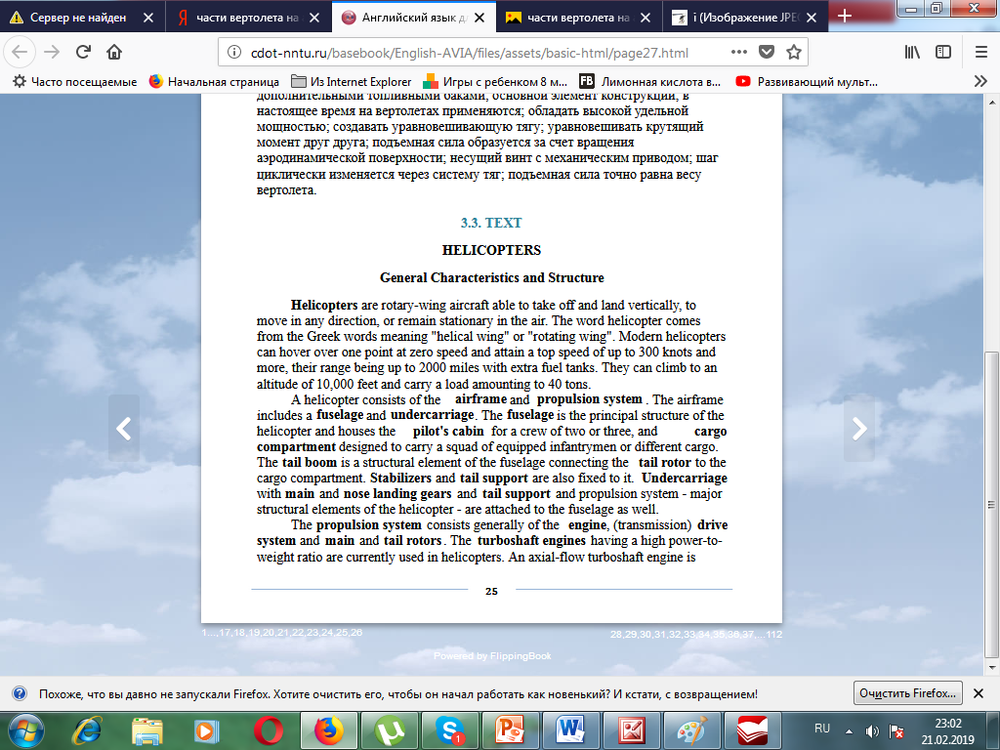 Сервер не найден
части вертолета на
Английский язык дл
части вертолета на
i (Изображение JPEG
cdot-nntu.ru/basebook/English-AVIA/files/assets/basic-html/page27.html
Часто посещаемые
Начальная страница
Из Internet Explorer
Игры с ребенком 8 м...
Лимонная кислота в...
Развивающий мульт...
дополнительными топливными баками; основной элемент конструкции; в
настоящее время на вертолетах применяются; обладать высокой удельной
мощностью; создавать уравновешивающую тягу; уравновешивать крутящий
момент друг друга; подъемная сила образуется за счет вращения
аэродинамической поверхности; несущий винт с механическим приводом; шаг
циклически изменяется через систему тяг; подъемная сила точно равна весу
вертолета.
3.3. TEXT
HELICOPTERS
General Characteristics and Structure
Helicopters are rotary-wing aircraft able to take off and land vertically, to
move in any direction, or remain stationary in the air. The word helicopter comes
from the Greek words meaning "helical wing" or "rotating wing". Modern helicopters
can hover over one point at zero speed and attain a top speed of up to 300 knots and
more, their range being up to 2000 miles with extra fuel tanks. They can climb to an
altitude of 10,000 feet and carry a load amounting to 40 tons.
A helicopter consists of the airframe and propulsion system . The airframe
includes a fuselage and undercarriage. The fuselage is the principal structure of the
helicopter and houses the pilot's cabin for a crew of two or three, and cargo
compartment designed to carry a squad of equipped infantrymen or different cargo.
The tail boom is a structural element of the fuselage connecting the tail rotor to the
cargo compartment. Stabilizers and tail support are also fixed to it. Undercarriage
with main and nose landing gears and tail support and propulsion system - major
structural elements of the helicopter - are attached to the fuselage as well.
The propulsion system consists generally of the engine, (transmission) drive
system and main and tail rotors. The turboshaft engines having a high power-to-
weight ratio are currently used in helicopters. An axial-flow turboshaft engine is
25
1...,17,18,19,20,21,22,23,24,25,26
28,29,30,31,32,33,34,35,36,37,...112
Powered by FlippingBook
Похоже, что вы давно не запускали Firefox. Хотите очистить его, чтобы он начал работать как новенький? И кстати, с возвращением!
Очистить Firefox...
RU
23:02
21.02.2019